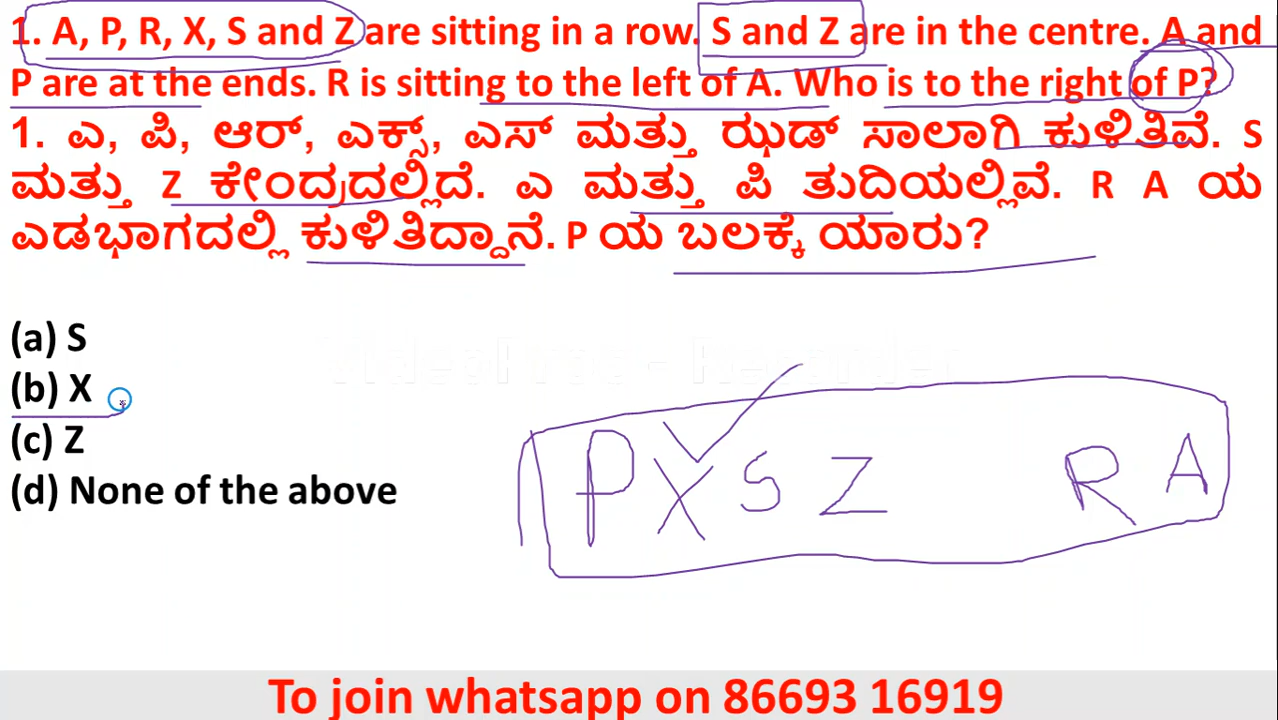 1. A, P, R, X, S and Z are sitting in a row. S and Z are in the centre. A and
P are at the ends. R is sitting to the left of A. Who is to the right of P?
1. ಎ, ಪಿ, ಆರ್, ಎಕ್ಸ್, ಎಸ್ ಮತ್ತು ಝಡ್ ಸಾಲಾಗಿ ಕುಳಿತಿವೆ. S
ಮತ್ತು Z ಕೇಂದ್ರದಲ್ಲಿದೆ. ಎ ಮತ್ತು ಪಿ ತುದಿಯಲ್ಲಿವೆ. R A ಯ
ಎಡಭಾಗದಲ್ಲಿ ಕುಳಿತಿದ್ದಾನೆ. P ಯ ಬಲಕ್ಕೆ ಯಾರು?
(a) S
(b) X
(c) Z
(d) None of the above
P X S Z R A
VideoProc - Recorder
To join whatsapp on 86693 16919